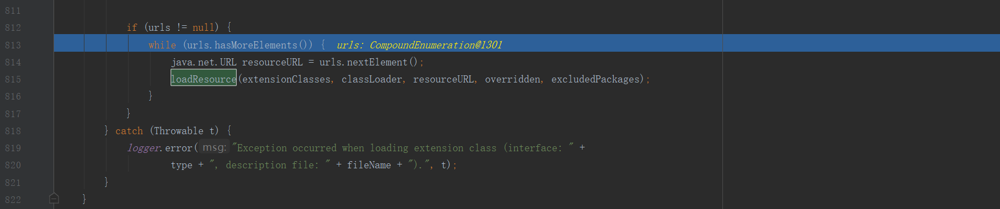 811
812 if (urls != null) {
813 while (urls.hasMoreElements()) { urls: CompoundEnumeration@1301
814 java.net.URL resourceURL = urls.nextElement();
815 loadResource(extensionClasses, classLoader, resourceURL, overridden, excludedPackages);
816 }
817 }
818 } catch (Throwable t) {
819 logger.error( msg: "Exception occurred when loading extension class (interface: " +
820 type + ", description file: " + fileName + ").", t);
821 }
822 }